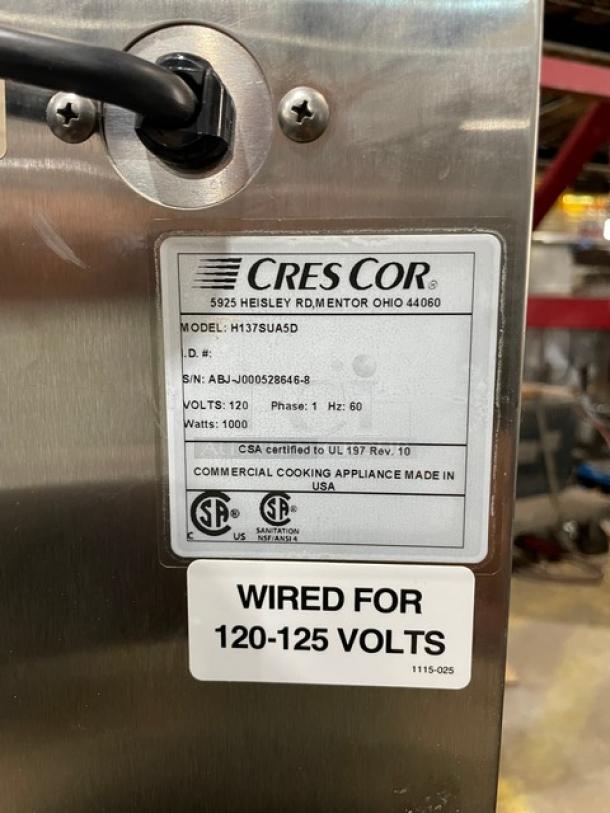 CRES COR®
5925 HEISLEY RD,MENTOR OHIO 44060
MODEL: H137SUA5D
I.D. #:
S/N: ABJ-J000528646-8
VOLTS: 120 Phase: 1 Hz: 60
Watts: 1000
CSA certified to UL 197 Rev. 10
COMMERCIAL COOKING APPLIANCE MADE IN
USA
C SA® US SA®
SANITATION
NSF/ANSI 4
WIRED FOR
120-125 VOLTS
1115-025